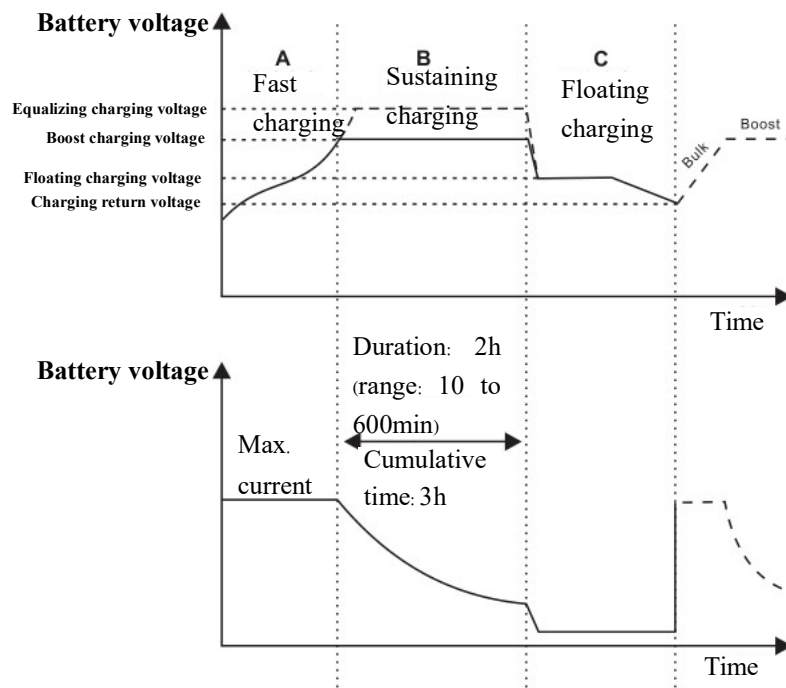 Battery voltage
A
B
C
Fast
charging
Sustaining
charging
Floating
charging
Equalizing charging voltage
Boost charging voltage
Floating charging voltage
Charging return voltage
Bulk
Boost
Time
Battery voltage
Duration: 2h
(range: 10 to
600min)
Cumulative
time: 3h
Max.
current
Time